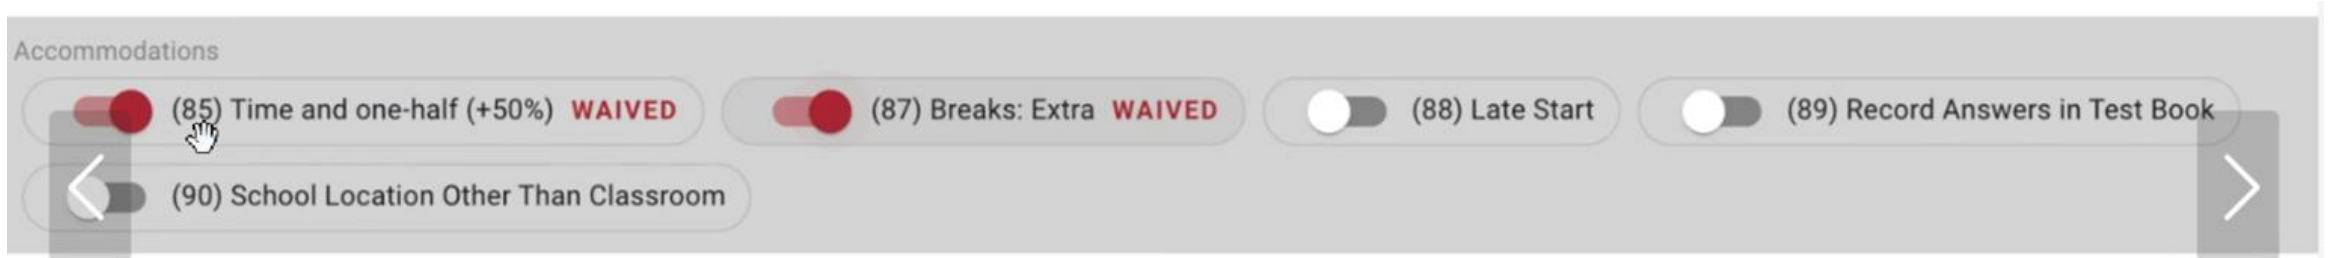 Accommodations
(85) Time and one-half (+50%) WAIVED (87) Breaks: Extra WAIVED (88) Late Start (89) Record Answers in Test Book
(90) School Location Other Than Classroom